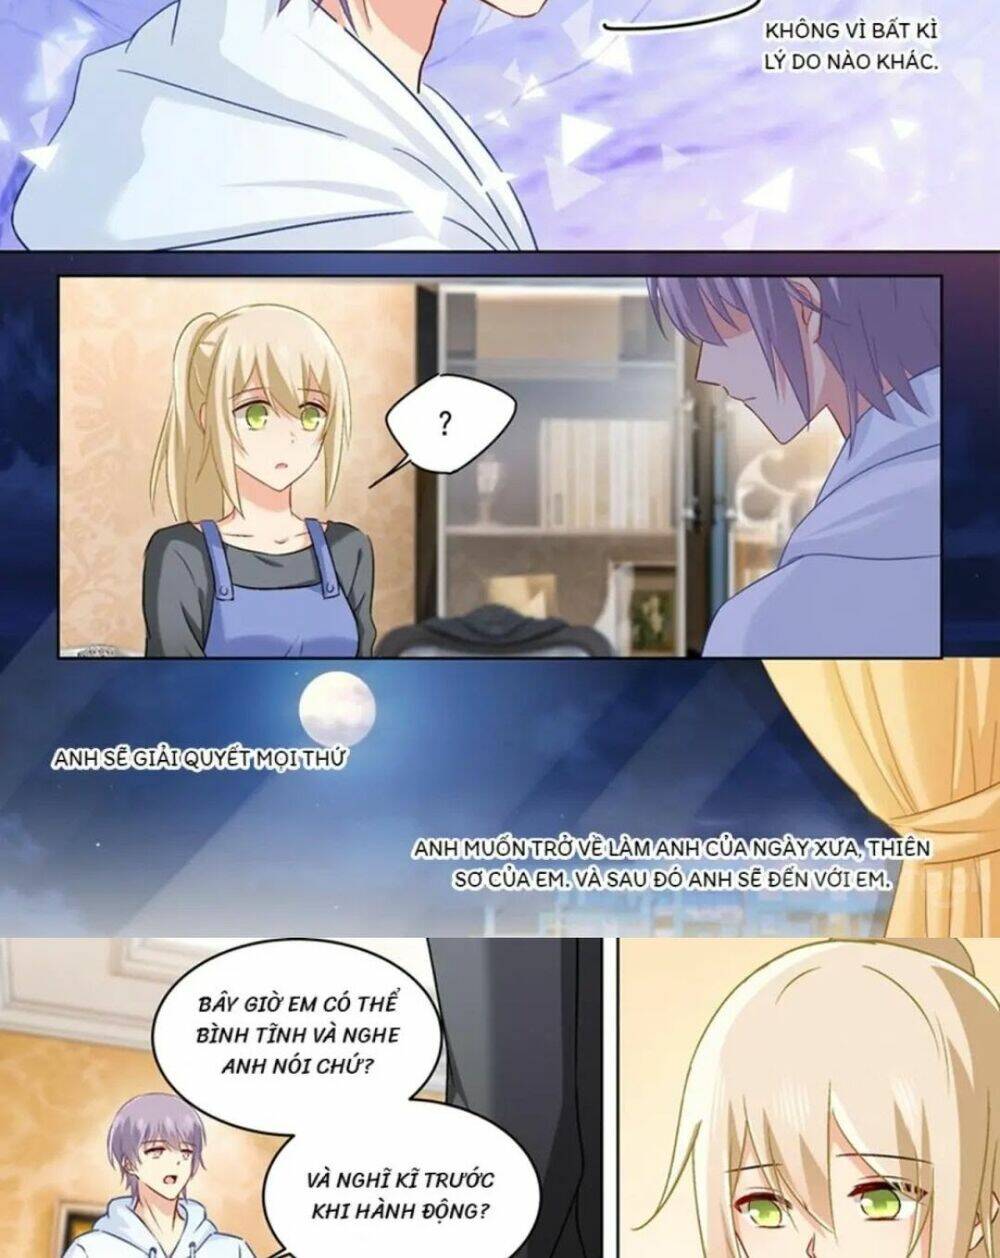 KHÔNG VÌ BẤT KÌ
LÝ DO NÀO KHÁC.
?
ANH SẼ GIẢI QUYẾT MỌI THỨ
ANH MUỐN TRỞ VỀ LÀM ANH CỦA NGÀY XƯA, THIÊN
SƠ CỦA EM. VÀ SAU ĐÓ ANH SẼ ĐẾN VỚI EM.
BÂY GIỜ EM CÓ THỂ
BÌNH TĨNH VÀ NGHE
ANH NÓI CHỨ?
VÀ NGHĨ KĨ TRƯỚC
KHI HÀNH ĐỘNG?